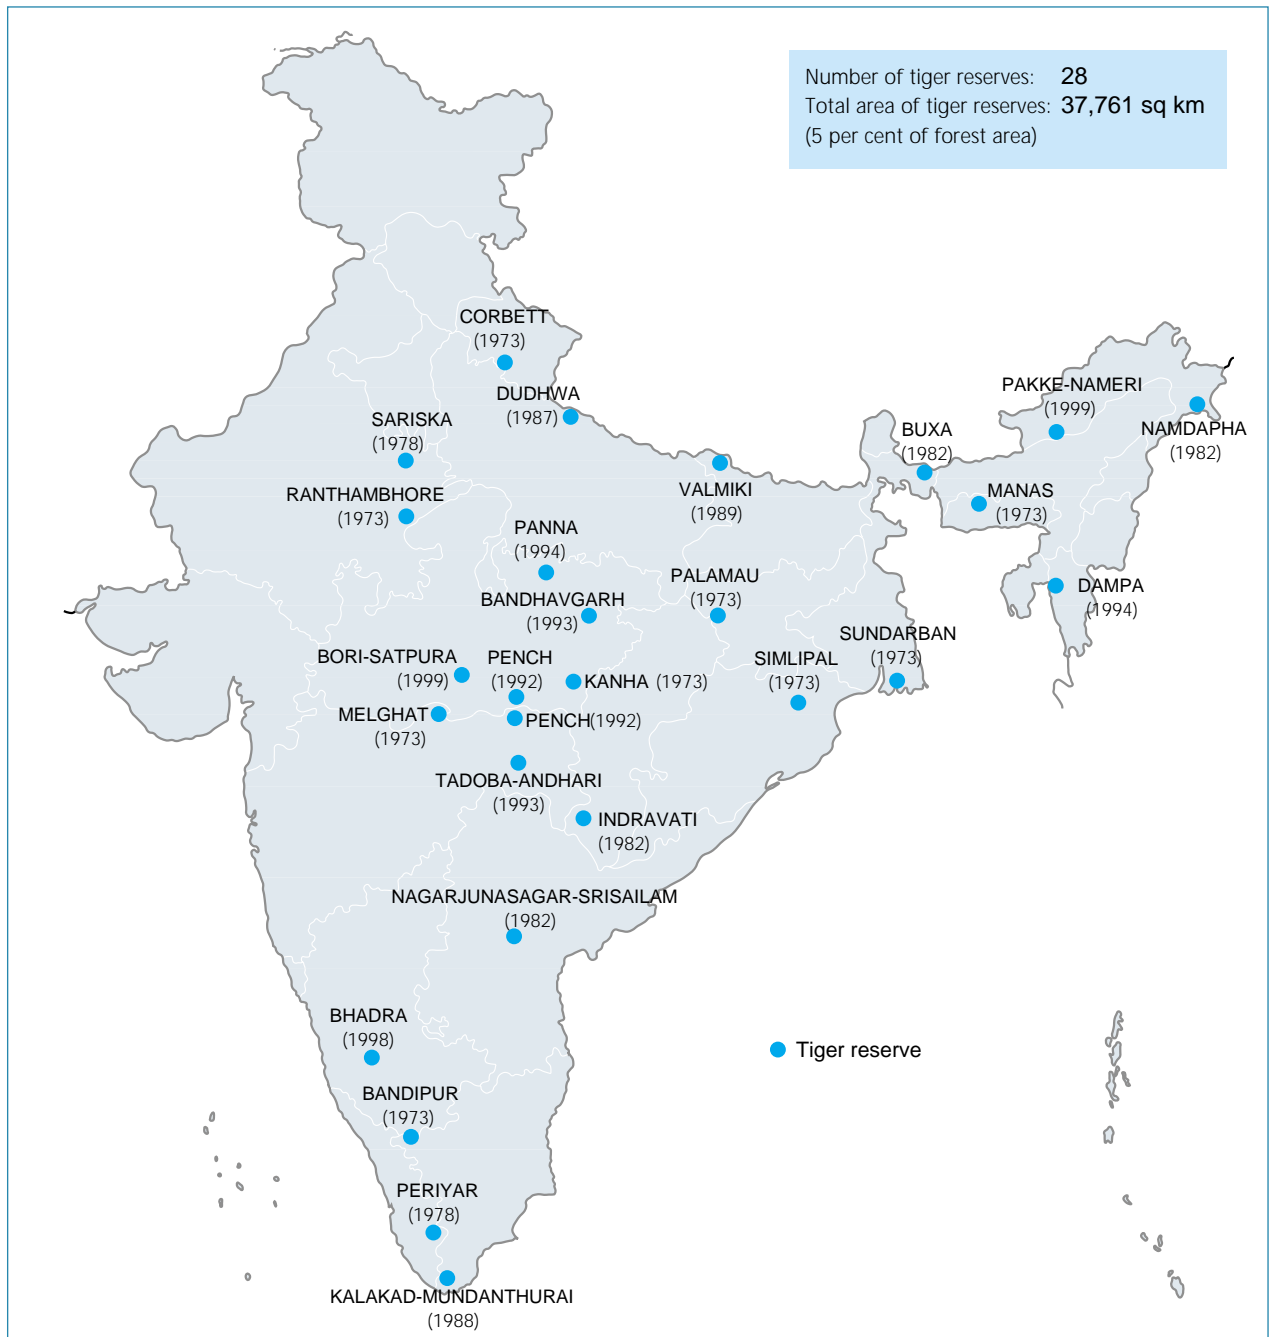 Number of tiger reserves: 28
Total area of tiger reserves: 37,761 sq km
(5 per cent of forest area)
CORBETT
(1973)
DUDHWA
(1987)
SARISKA
(1978)
RANTHAMBHORE
(1973)
PAKKE-NAMERI
(1999)
NAMDAPHA
(1982)
BUXA
(1982)
MANAS
(1973)
VALMIKI
(1989)
PANNA
(1994)
BANDHAVGARH
(1993)
PALAMAU
(1973)
DAMPA
(1994)
SUNDARBAN
(1973)
SIMLIPAL
(1973)
BORI-SATPURA
(1999)
PENCH
(1992)
KANHA (1973)
MELGHAT
(1973)
PENCH(1992)
TADOBA-ANDHARI
(1993)
INDRAVATI
(1982)
NAGARJUNASAGAR-SRISAILAM
(1982)
BHADRA
(1998)
Tiger reserve
BANDIPUR
(1973)
PERIYAR
(1978)
KALAKAD-MUNDANTHURAI
(1988)